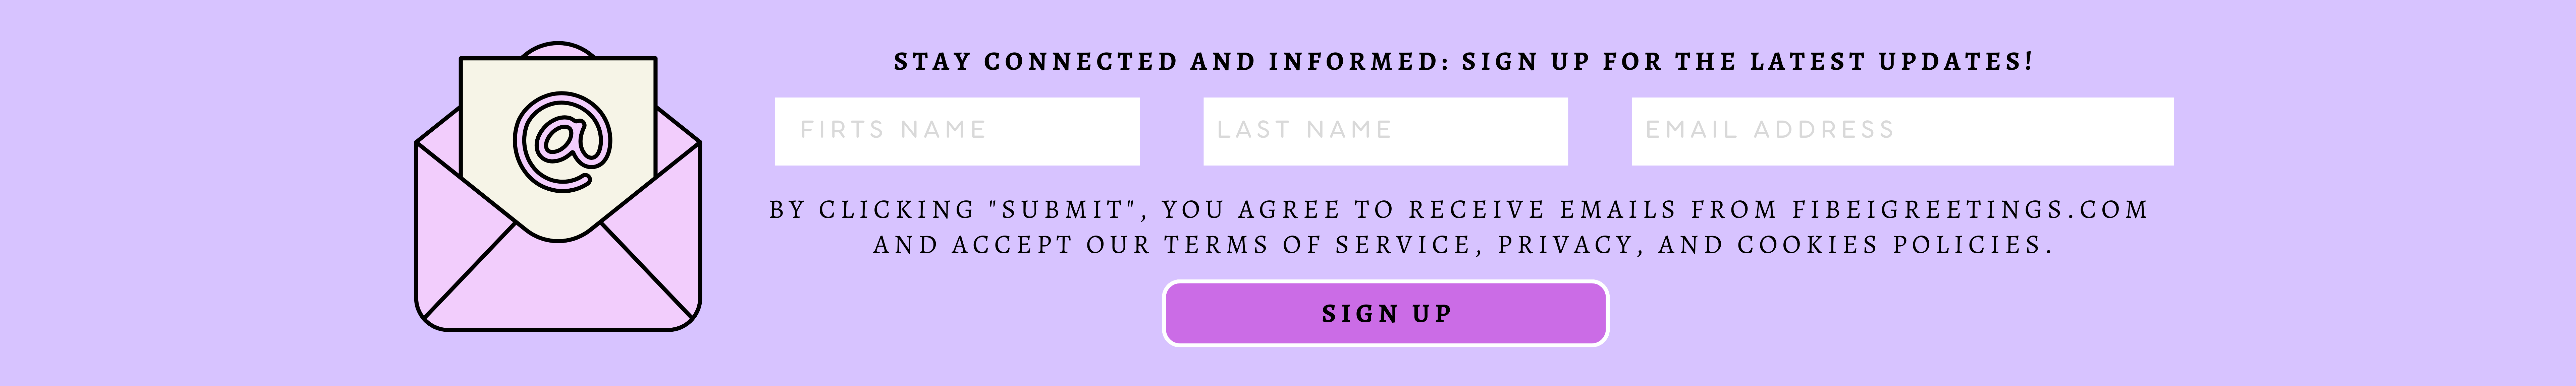 STAY CONNECTED AND INFORMED: SIGN UP FOR THE LATEST UPDATES!
FIRTS NAME
LAST NAME
EMAIL ADDRESS
BY CLICKING "SUBMIT", YOU AGREE TO RECEIVE EMAILS FROM FIBEIGREETINGS.COM
AND ACCEPT OUR TERMS OF SERVICE, PRIVACY, AND COOKIES POLICIES.
SIGN UP
@